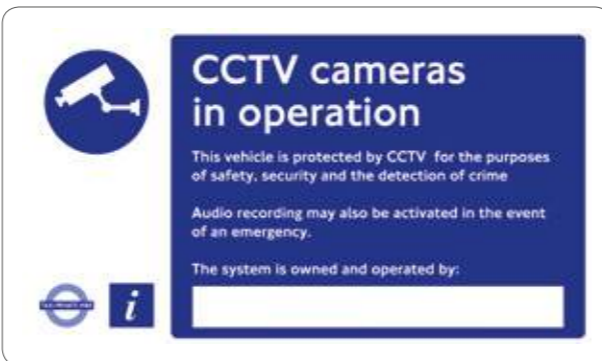 CCTV cameras
in operation
This vehicle is protected by CCTV for the purposes
of safety, security and the detection of crime
Audio recording may also be activated in the event
of an emergency.
The system is owned and operated by:
i